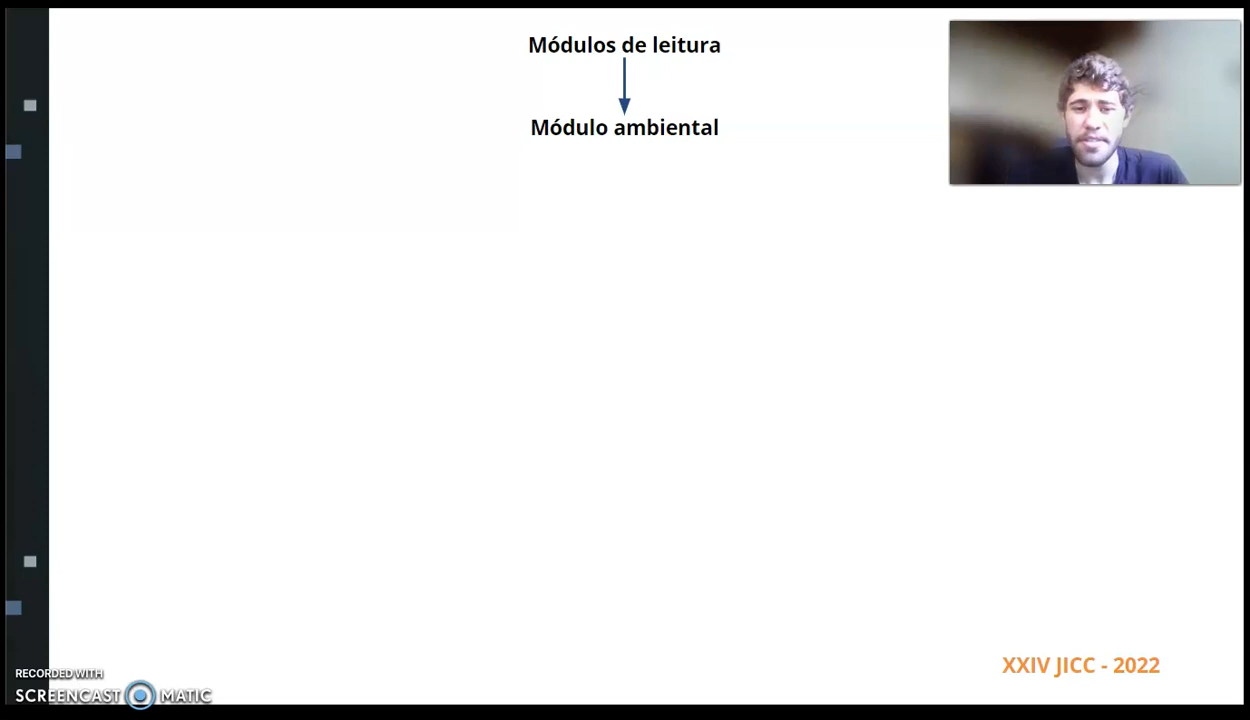 Módulos de leitura
Módulo ambiental
XXIV JICC - 2022
RECORDED WITH
SCREENCAST MATIC